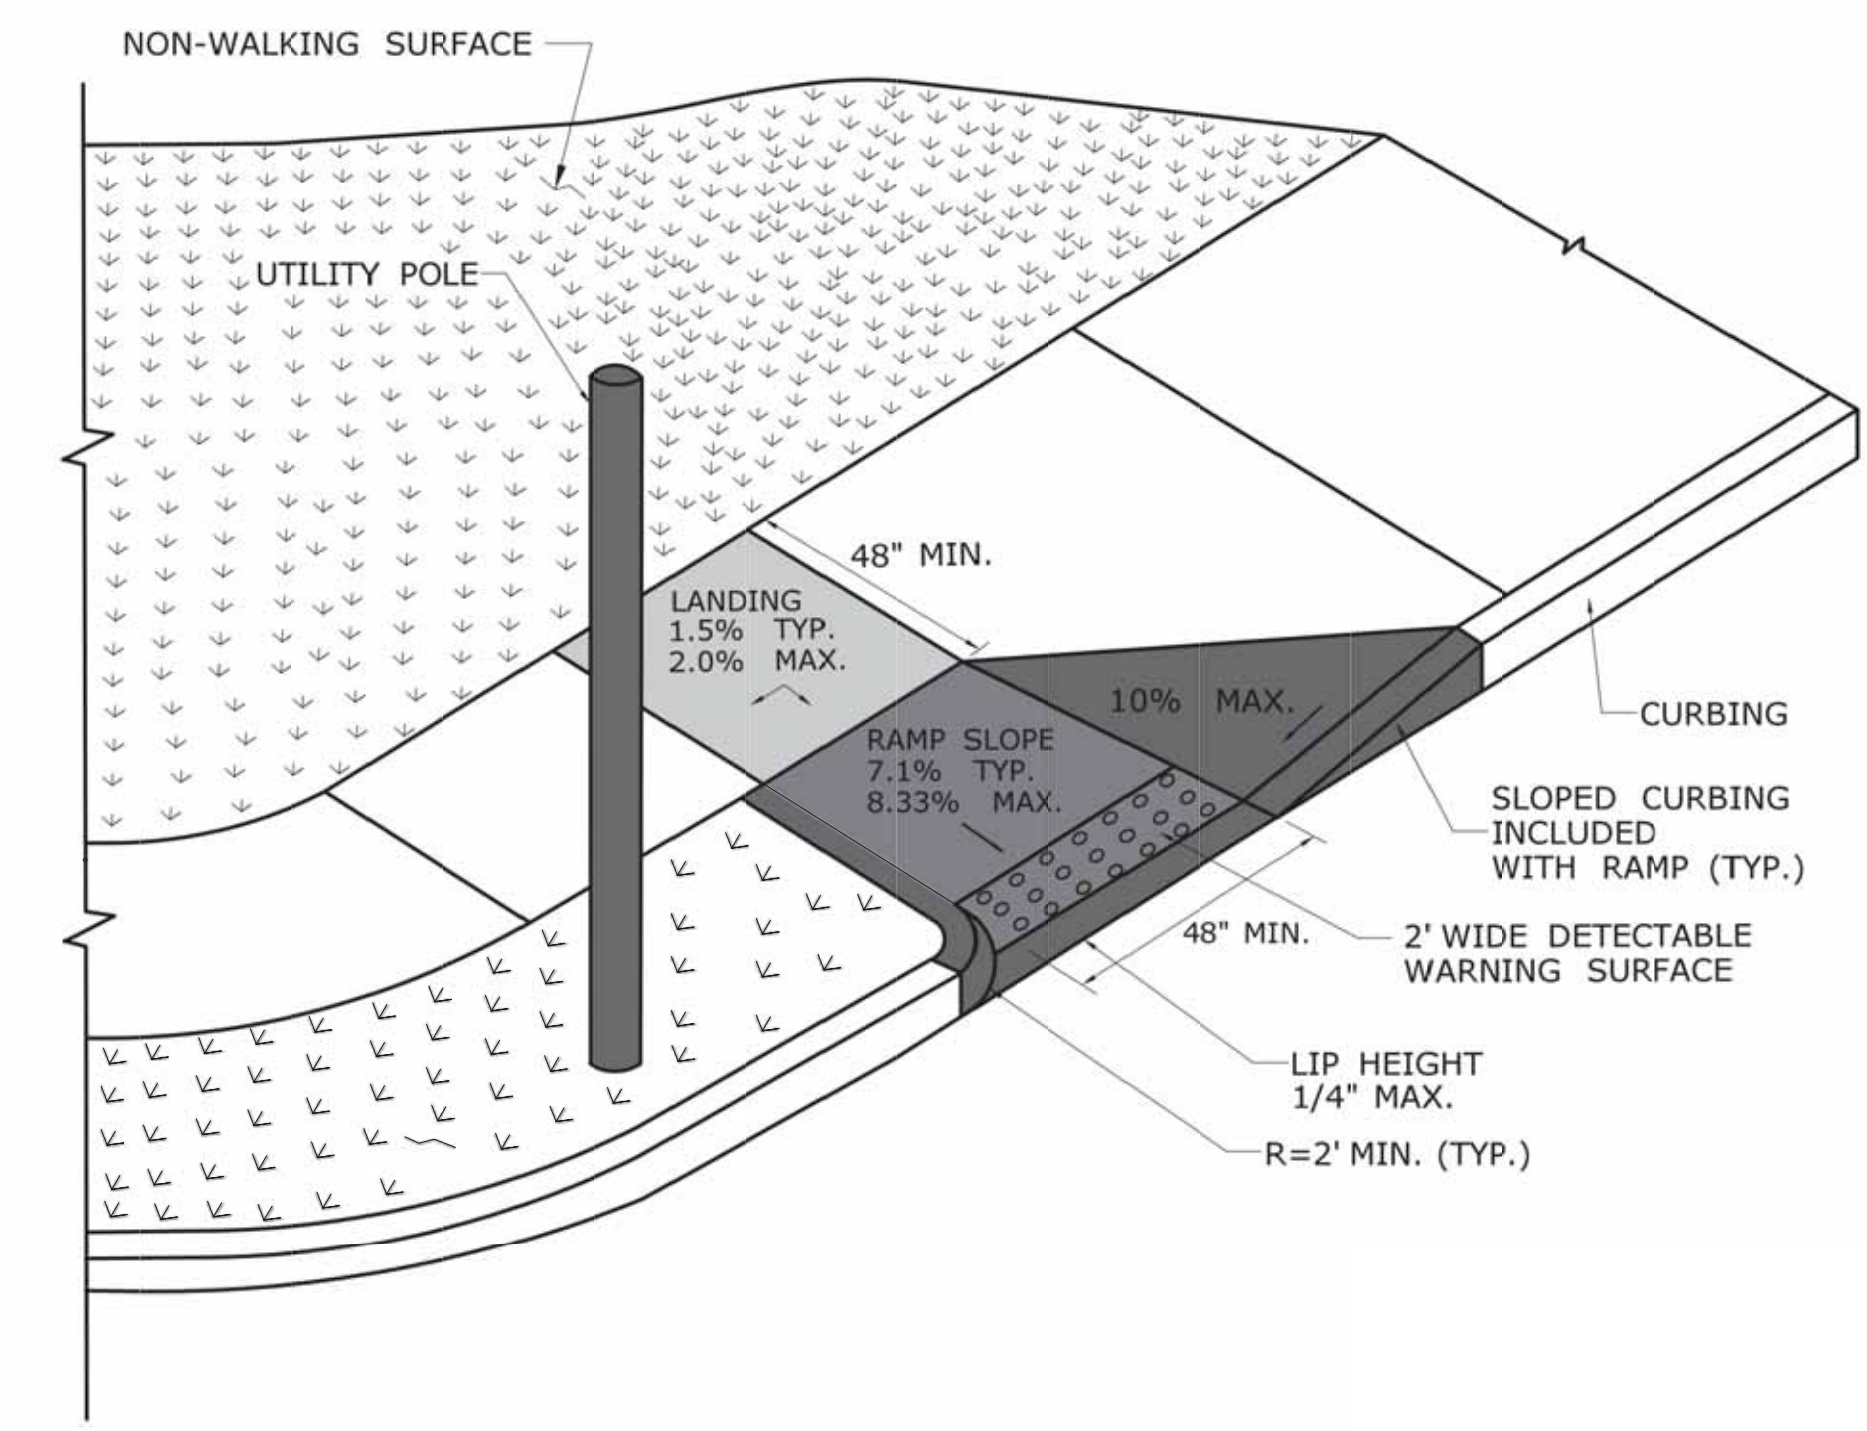 NON-WALKING SURFACE
UTILITY POLE
48" MIN.
LANDING
1.5% TYP.
2.0% MAX.
10% MAX.
RAMP SLOPE
7.1% TYP.
8.33% MAX.
CURBING
SLOPED CURBING
INCLUDED
WITH RAMP (TYP.)
48" MIN.
2' WIDE DETECTABLE
WARNING SURFACE
LIP HEIGHT
1/4" MAX.
R=2' MIN. (TYP.)